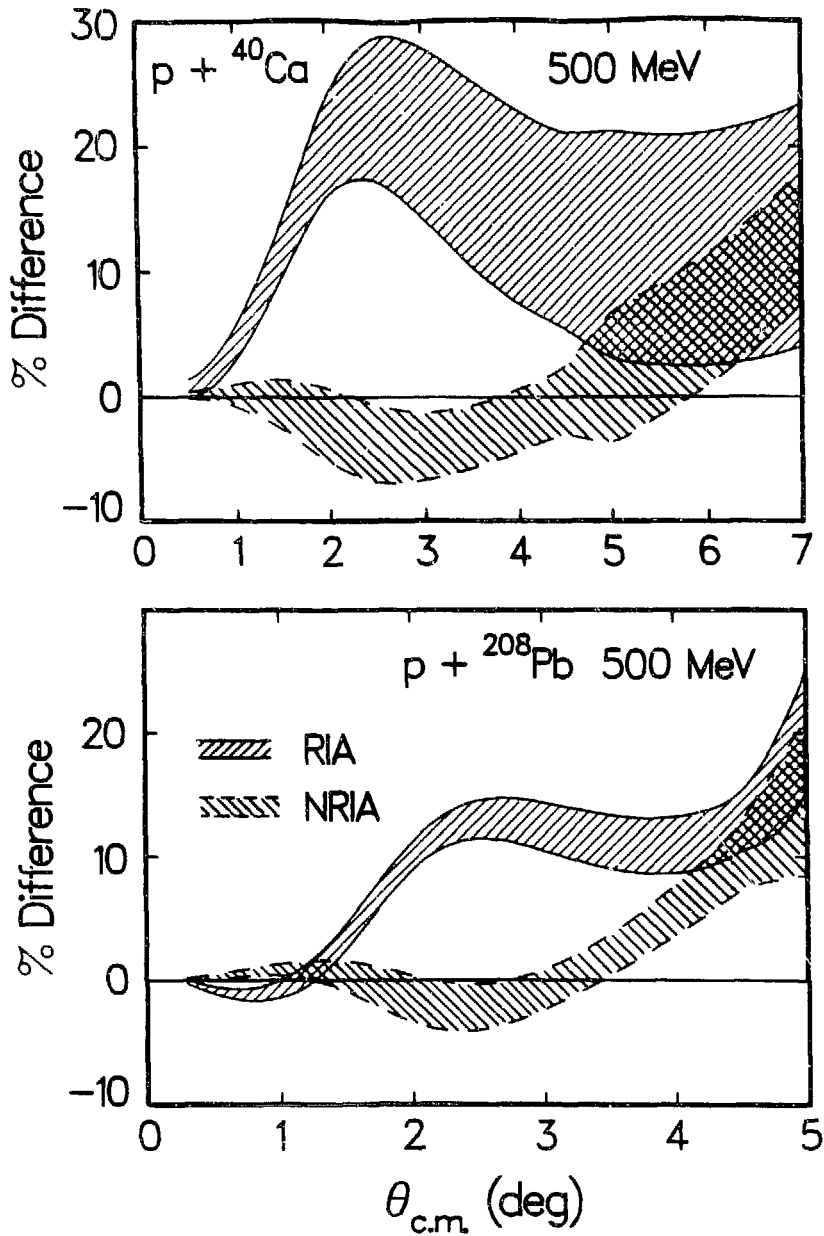 30
p + ⁴⁰Ca 500 MeV
20
% Difference
10
0
−10
0 1 2 3 4 5 6 7
p + ²⁰⁸Pb 500 MeV
20
RIA
NRIA
% Difference
10
0
−10
0 1 2 3 4 5
θc.m. (deg)